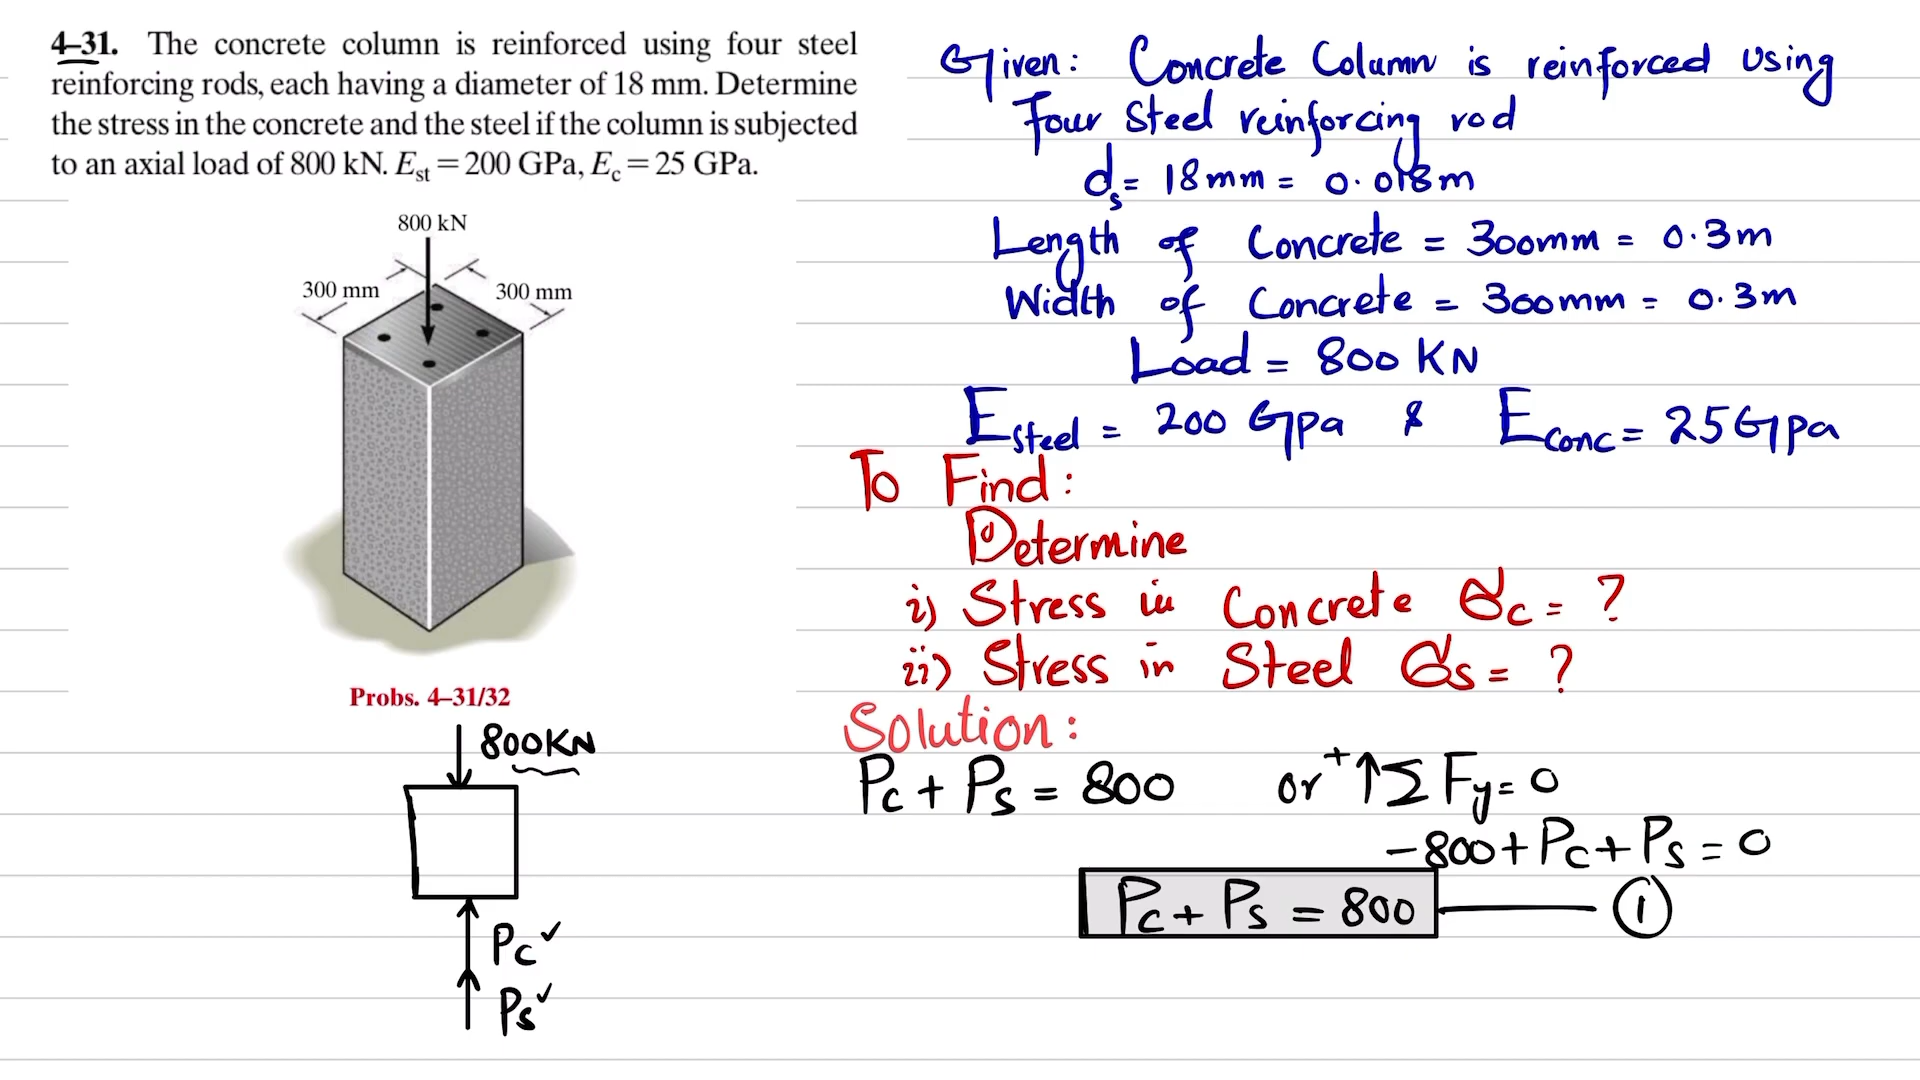 4–31. The concrete column is reinforced using four steel
reinforcing rods, each having a diameter of 18 mm. Determine
the stress in the concrete and the steel if the column is subjected
to an axial load of 800 kN. Est = 200 GPa, Ec = 25 GPa.
800 kN
300 mm
300 mm
Probs. 4–31/32
800KN
Pc ✓
Ps ✓
Given: Concrete Column is reinforced using
Four Steel reinforcing rod
ds = 18mm = 0.018m
Length of Concrete = 300mm = 0.3m
Width of Concrete = 300mm = 0.3m
Load = 800 KN
Esteel = 200 Gpa & Econc = 25Gpa
To Find:
Determine
i) Stress in Concrete σc = ?
ii) Stress in Steel σs = ?
Solution:
Pc + Ps = 800 or +↑Σ Fy = 0
-800 + Pc + Ps = 0
Pc + Ps = 800 — 1